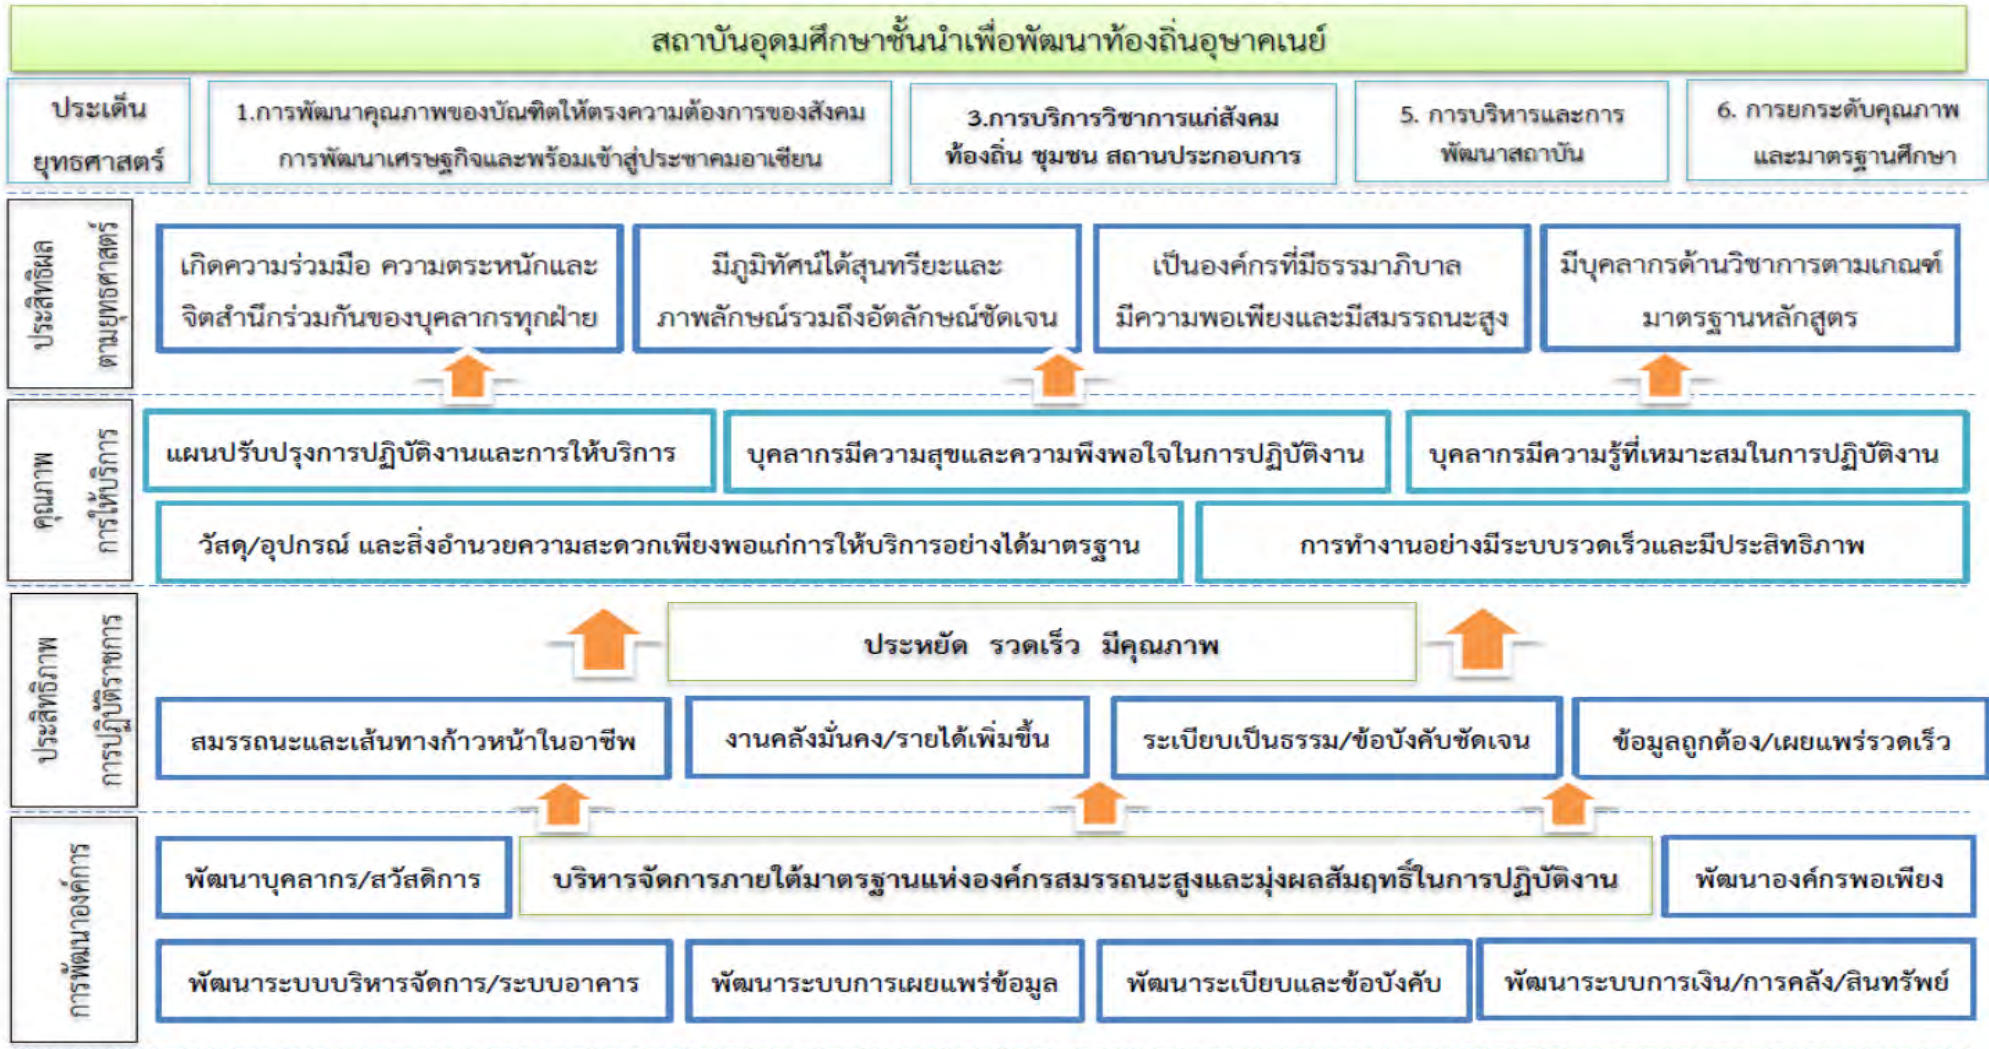 สถาบันอุดมศึกษาชั้นนำเพื่อพัฒนาท้องถิ่นอุษาคเนย์
ประเด็น
ยุทธศาสตร์
1.การพัฒนาคุณภาพของบัณฑิตให้ตรงความต้องการของสังคม
การพัฒนาเศรษฐกิจและพร้อมเข้าสู่ประชาคมอาเซียน
3.การบริการวิชาการแก่สังคม
ท้องถิ่น ชุมชน สถานประกอบการ
5. การบริหารและการ
พัฒนาสถาบัน
6. การยกระดับคุณภาพ
และมาตรฐานศึกษา
ประสิทธิผล
ตามยุทธศาสตร์
เกิดความร่วมมือ ความตระหนักและ
จิตสำนึกร่วมกันของบุคลากรทุกฝ่าย
มีภูมิทัศน์ได้สุนทรียะและ
ภาพลักษณ์รวมถึงอัตลักษณ์ชัดเจน
เป็นองค์กรที่มีธรรมาภิบาล
มีความพอเพียงและมีสมรรถนะสูง
มีบุคลากรด้านวิชาการตามเกณฑ์
มาตรฐานหลักสูตร
คุณภาพ
การให้บริการ
แผนปรับปรุงการปฏิบัติงานและการให้บริการ
บุคลากรมีความสุขและความพึงพอใจในการปฏิบัติงาน
บุคลากรมีความรู้ที่เหมาะสมในการปฏิบัติงาน
วัสดุ/อุปกรณ์ และสิ่งอำนวยความสะดวกเพียงพอแก่การให้บริการอย่างได้มาตรฐาน
การทำงานอย่างมีระบบรวดเร็วและมีประสิทธิภาพ
ประสิทธิภาพ
การปฏิบัติราชการ
ประหยัด รวดเร็ว มีคุณภาพ
สมรรถนะและเส้นทางก้าวหน้าในอาชีพ
งานคลังมั่นคง/รายได้เพิ่มขึ้น
ระเบียบเป็นธรรม/ข้อบังคับชัดเจน
ข้อมูลถูกต้อง/เผยแพร่รวดเร็ว
การพัฒนาองค์การ
พัฒนาบุคลากร/สวัสดิการ
บริหารจัดการภายใต้มาตรฐานแห่งองค์กรสมรรถนะสูงและมุ่งผลสัมฤทธิ์ในการปฏิบัติงาน
พัฒนาองค์กรพอเพียง
พัฒนาระบบบริหารจัดการ/ระบบอาคาร
พัฒนาระบบการเผยแพร่ข้อมูล
พัฒนาระเบียบและข้อบังคับ
พัฒนาระบบการเงิน/การคลัง/สินทรัพย์